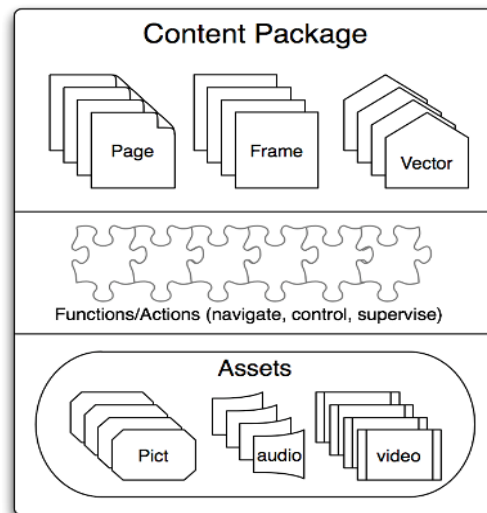 Content Package
Page
Frame
Vector
Functions/Actions (navigate, control, supervise)
Assets
Pict
audio
video